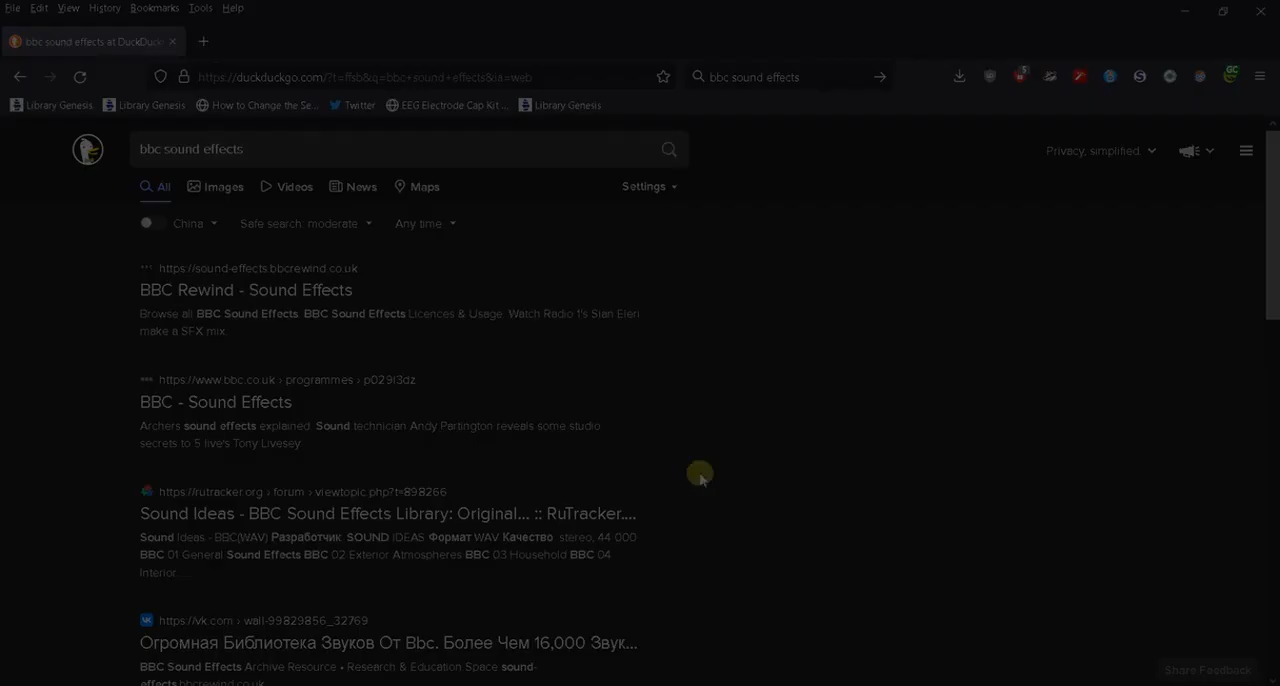 File Edit View History Bookmarks Tools Help
bbc sound effects at DuckDuck
https://duckduckgo.com/?t=ffsb&q=bbc+sound+effects&ia=web
bbc sound effects
5
GC
Library Genesis
Library Genesis
How to Change the Se...
Twitter
EEG Electrode Cap Kit ...
Library Genesis
bbc sound effects
Privacy, simplified.
All Images Videos News Maps Settings
China Safe search: moderate Any time
https://sound-effects.bbcrewind.co.uk
BBC Rewind - Sound Effects
Browse all BBC Sound Effects. BBC Sound Effects Licences & Usage. Watch Radio 1's Sian Eleri
make a SFX mix.
https://www.bbc.co.uk › programmes › p029l3dz
BBC - Sound Effects
Archers sound effects explained. Sound technician Andy Partington reveals some studio
secrets to 5 live's Tony Livesey
https://rutracker.org › forum › viewtopic.php?t=898266
Sound Ideas - BBC Sound Effects Library: Original... :: RuTracker....
Sound Ideas - BBC(WAV) Разработчик: SOUND IDEAS Формат: WAV Качество: stereo, 44 000
BBC 01 General Sound Effects BBC 02 Exterior Atmospheres BBC 03 Household BBC 04
Interior....
https://vk.com › wall-99829856_32769
Огромная Библиотека Звуков От Bbc. Более Чем 16,000 Звук...
BBC Sound Effects Archive Resource • Research & Education Space sound-
effects.bbcrewind.co.uk
Share Feedback